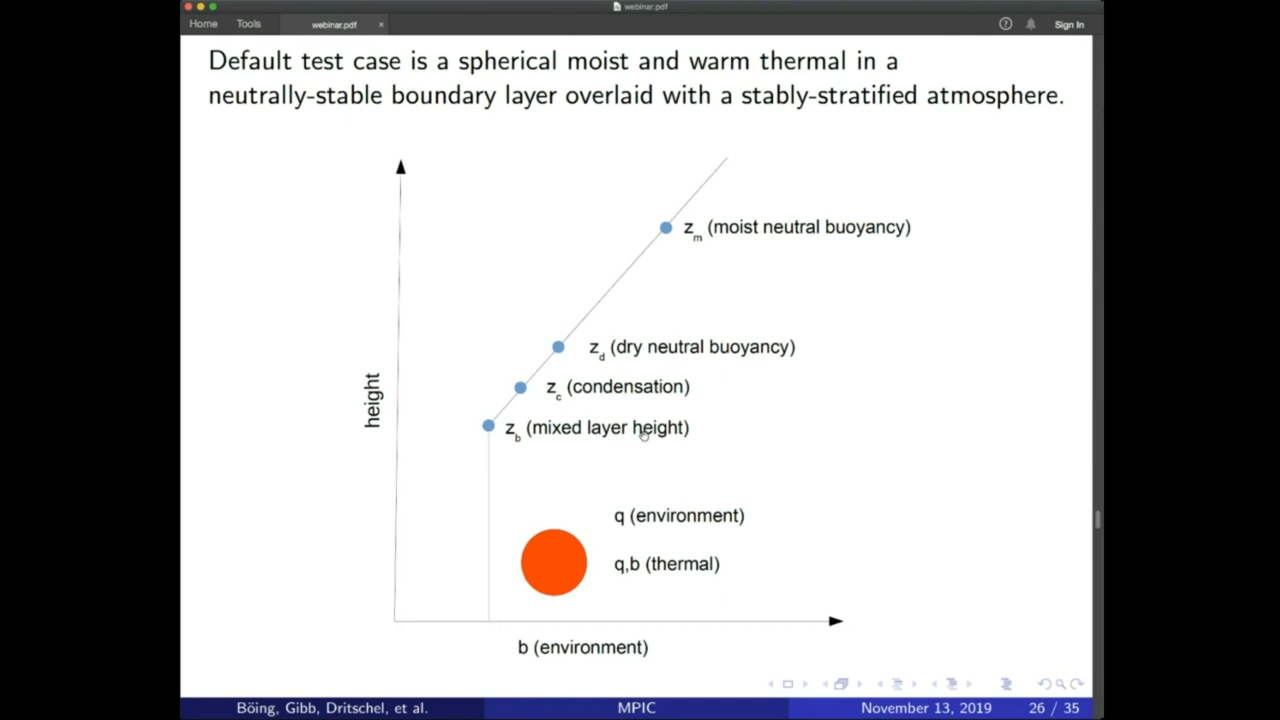 webinar.pdf
Home Tools webinar.pdf × Sign In
Default test case is a spherical moist and warm thermal in a
neutrally-stable boundary layer overlaid with a stably-stratified atmosphere.
z_m (moist neutral buoyancy)
z_d (dry neutral buoyancy)
z_c (condensation)
height
z_b (mixed layer height)
q (environment)
q,b (thermal)
b (environment)
Böing, Gibb, Dritschel, et al. MPIC November 13, 2019 26 / 35